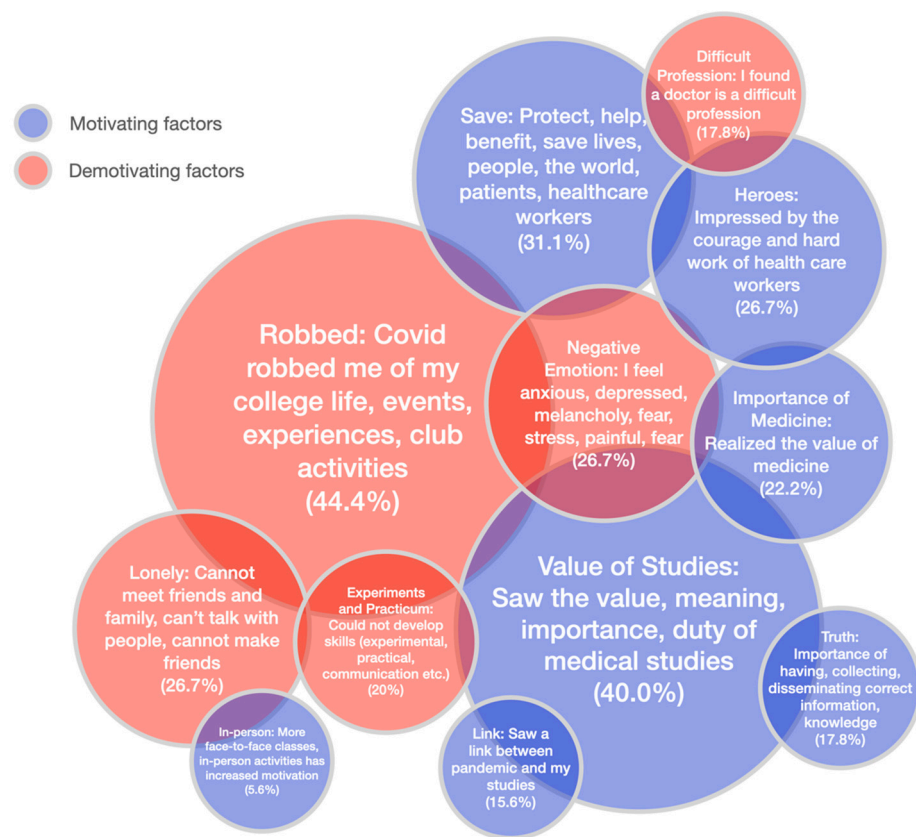 Motivating factors
Demotivating factors
Difficult
Profession: I found
a doctor is a difficult
profession
(17.8%)
Save: Protect, help,
benefit, save lives,
people, the world,
patients, healthcare
workers
(31.1%)
Heroes:
Impressed by the
courage and hard
work of health care
workers
(26.7%)
Robbed: Covid
robbed me of my
college life, events,
experiences, club
activities
(44.4%)
Negative
Emotion: I feel
anxious, depressed,
melancholy, fear,
stress, painful, fear
(26.7%)
Importance of
Medicine:
Realized the value of
medicine
(22.2%)
Lonely: Cannot
meet friends and
family, can't talk with
people, cannot make
friends
(26.7%)
Experiments
and Practicum:
Could not develop
skills (experimental,
practical,
communication etc.)
(20%)
Value of Studies:
Saw the value, meaning,
importance, duty of
medical studies
(40.0%)
Truth:
Importance of
having, collecting,
disseminating correct
information,
knowledge
(17.8%)
In-person: More
face-to-face classes,
in-person activities has
increased motivation
(5.6%)
Link: Saw a
link between
pandemic and my
studies
(15.6%)